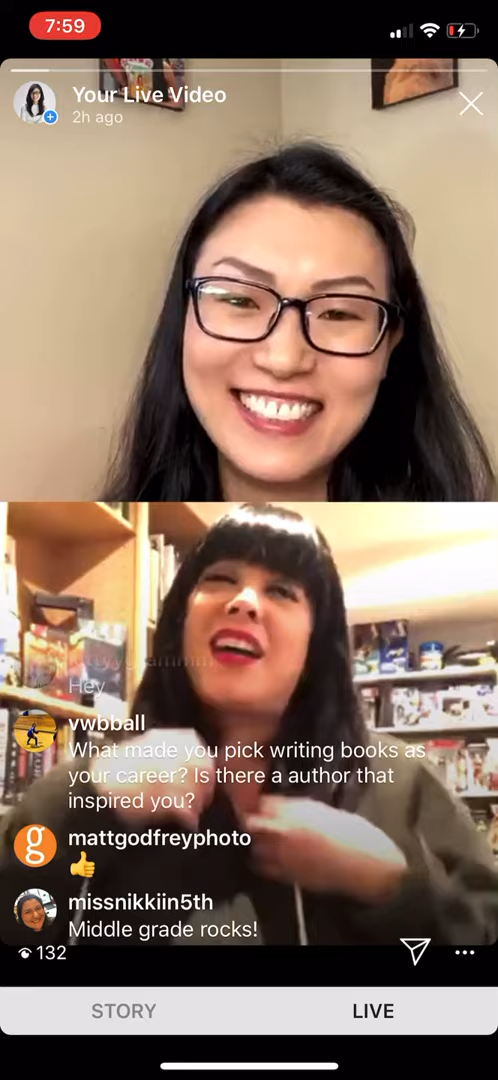 7:59
Your Live Video
2h ago
Hey
vwbball
What made you pick writing books as
your career? Is there a author that
inspired you?
mattgodfreyphoto
👍
missnikkiin5th
Middle grade rocks!
132
STORY
LIVE